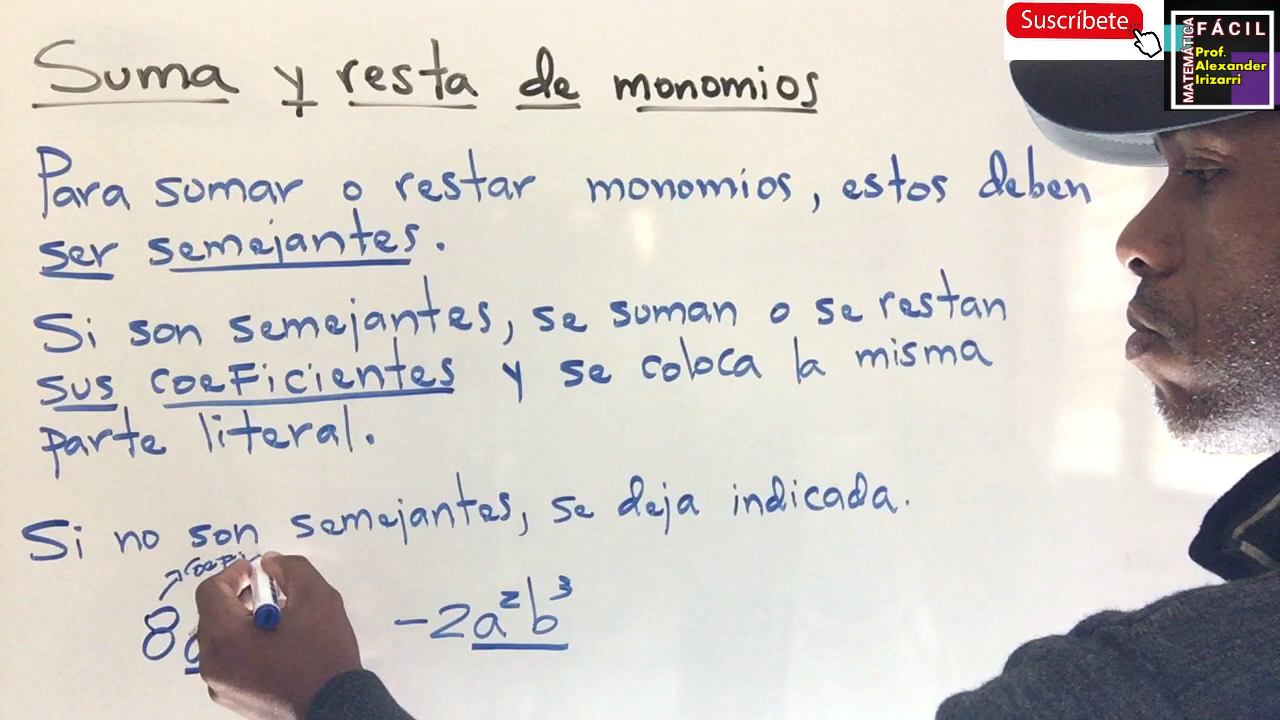 Suscríbete
MATEMÁTICA
FÁCIL
Prof.
Alexander
Irizarri
Suma y resta de monomios
Para sumar o restar monomios, estos deben
ser semejantes.
Si son semejantes, se suman o se restan
sus coeficientes y se coloca la misma
parte literal.
Si no son semejantes, se deja indicada.
8 -2a²b³